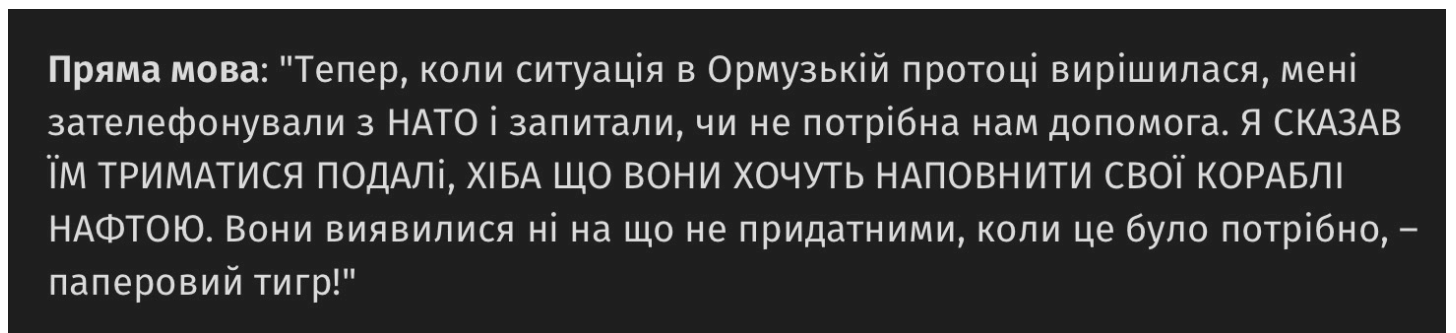 Пряма мова: "Тепер, коли ситуація в Ормузькій протоці вирішилася, мені
зателефонували з НАТО і запитали, чи не потрібна нам допомога. Я СКАЗАВ
ЇМ ТРИМАТИСЯ ПОДАЛі, ХІБА ЩО ВОНИ ХОЧУТЬ НАПОВНИТИ СВОЇ КОРАБЛІ
НАФТОЮ. Вони виявилися ні на що не придатними, коли це було потрібно, –
паперовий тигр!"